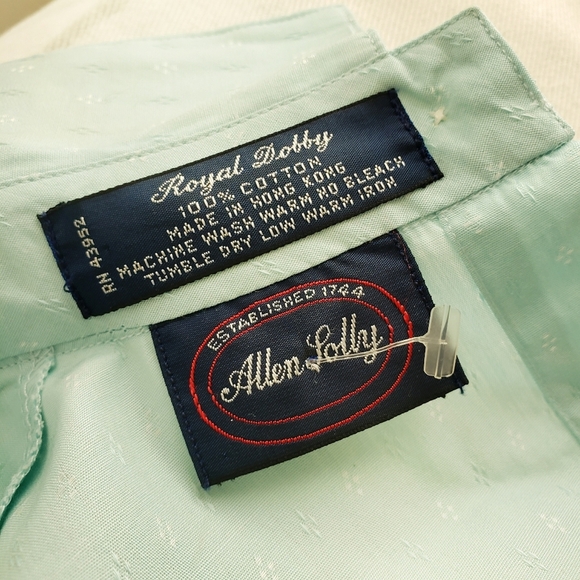 Royal Dobby
100% COTTON
MADE IN HONG KONG
MACHINE WASH WARM NO BLEACH
TUMBLE DRY LOW WARM IRON
RN 43952
ESTABLISHED 1744
Allen Solly